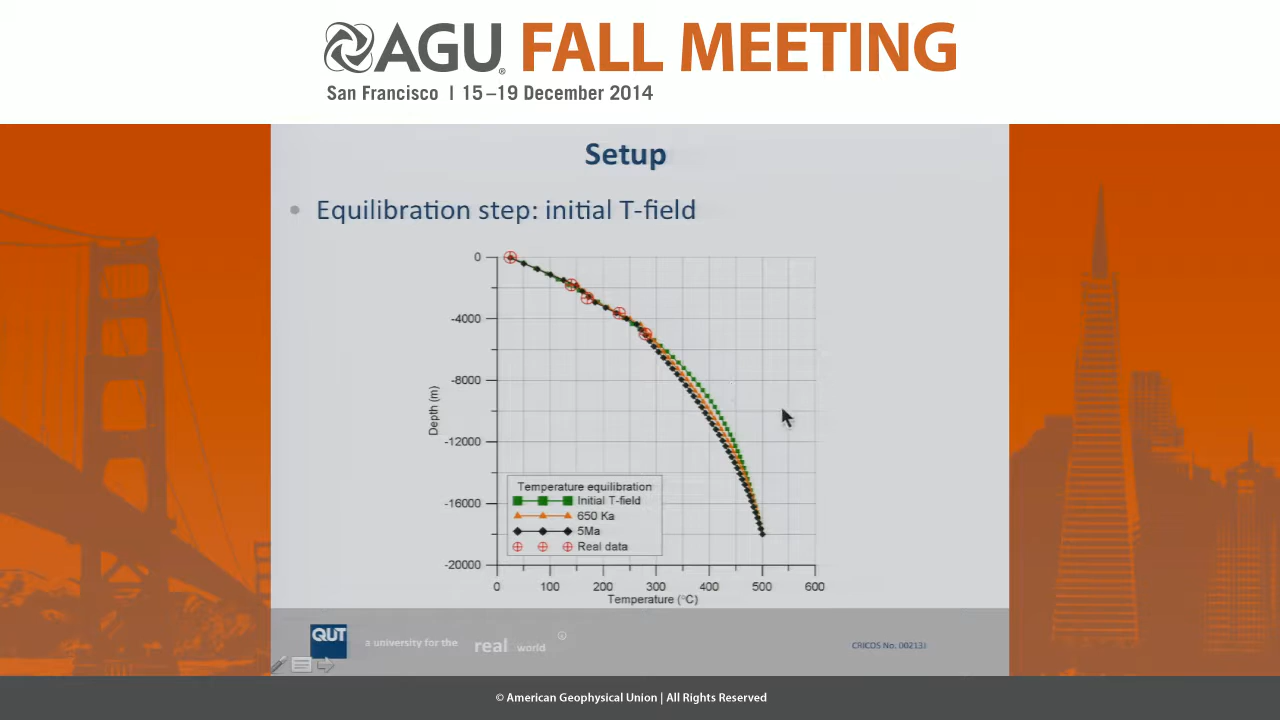 AGU FALL MEETING
San Francisco | 15–19 December 2014
Setup
• Equilibration step: initial T-field
0
-4000
-8000
-12000
-16000
-20000
Depth (m)
Temperature equilibration
Initial T-field
650 Ka
5Ma
Real data
0 100 200 300 400 500 600
Temperature (°C)
QUT
a university for the real world
CRICOS No. 00213J
© American Geophysical Union | All Rights Reserved